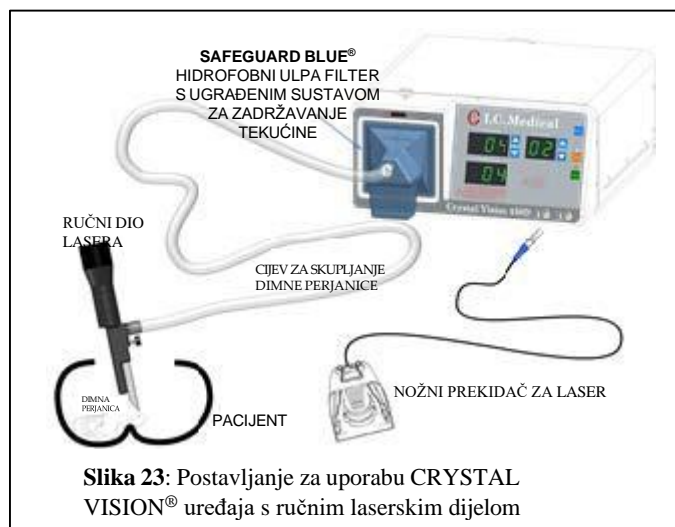 SAFEGUARD BLUE®
HIDROFOBNI ULPA FILTER
S UGRAĐENIM SUSTAVOM
ZA ZADRŽAVANJE
TEKUĆINE
I.C. Medical
04 02
04
Crystal Vision
RUČNI DIO
LASERA
CIJEV ZA SKUPLJANJE
DIMNE PERJANICE
DIMNA
PERJANICA
PACIJENT
NOŽNI PREKIDAČ ZA LASER
Slika 23: Postavljanje za uporabu CRYSTAL
VISION® uređaja s ručnim laserskim dijelom